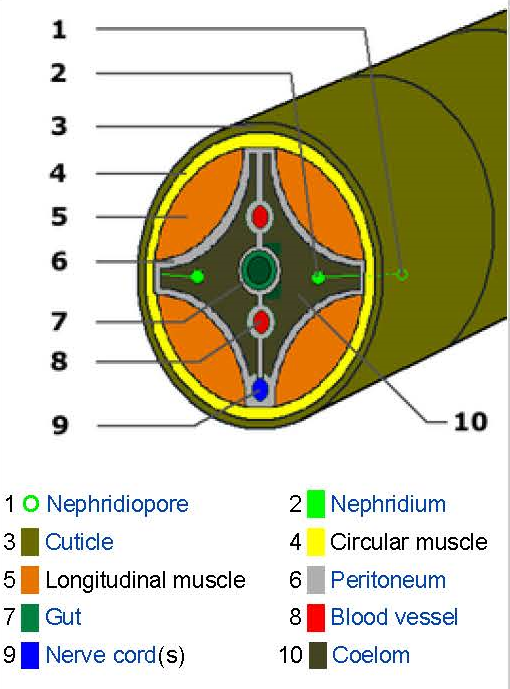 1
2
3
4
5
6
7
8
9
10
1 Nephridiopore 2 Nephridium
3 Cuticle 4 Circular muscle
5 Longitudinal muscle 6 Peritoneum
7 Gut 8 Blood vessel
9 Nerve cord(s) 10 Coelom